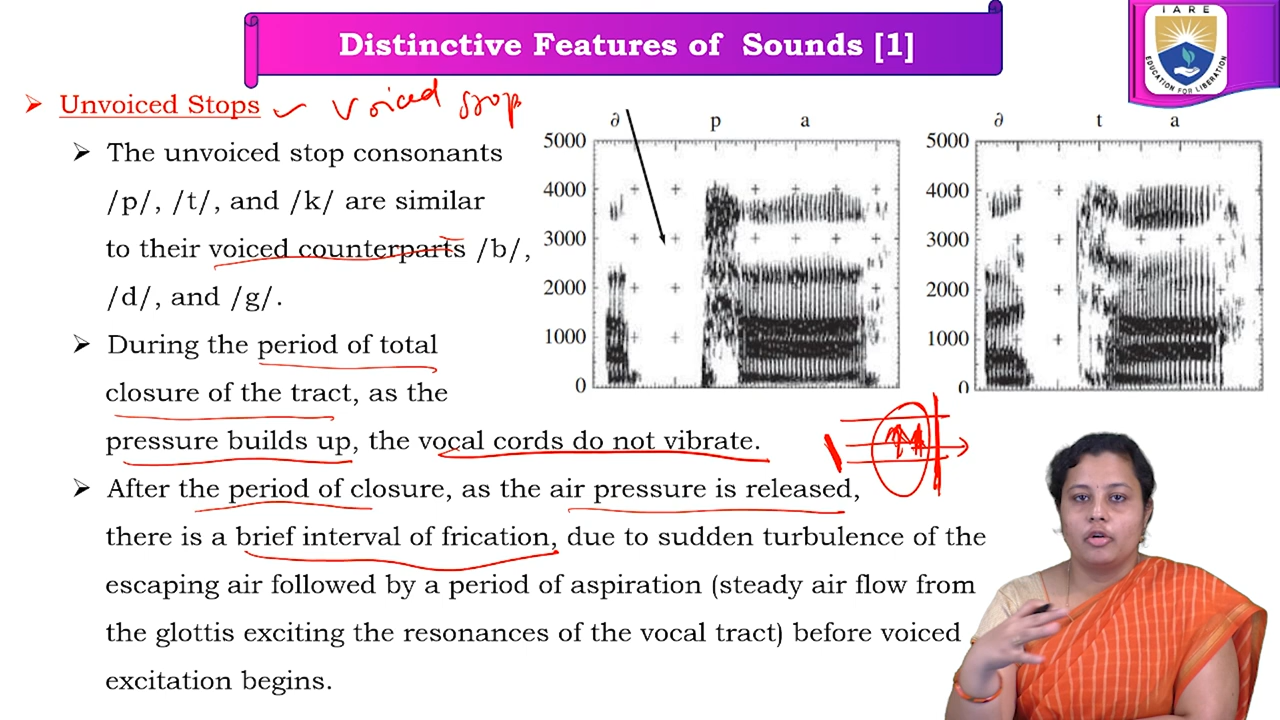 Distinctive Features of Sounds [1]
IARE
EDUCATION FOR LIBERATION
➢ Unvoiced Stops voiced stops
➢ The unvoiced stop consonants
/p/, /t/, and /k/ are similar
to their voiced counterparts /b/,
/d/, and /g/.
➢ During the period of total
closure of the tract, as the
pressure builds up, the vocal cords do not vibrate.
➢ After the period of closure, as the air pressure is released,
there is a brief interval of frication, due to sudden turbulence of the
escaping air followed by a period of aspiration (steady air flow from
the glottis exciting the resonances of the vocal tract) before voiced
excitation begins.
∂ p a
5000
4000
3000
2000
1000
0
∂ t a
5000
4000
3000
2000
1000
0